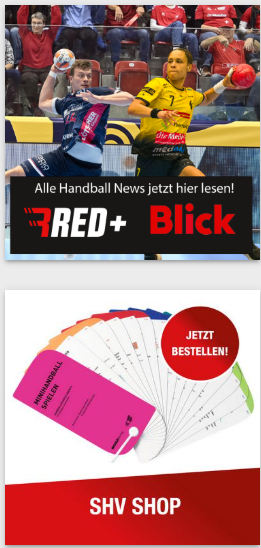 Alle Handball News jetzt hier lesen!
RED+ Blick
JETZT
BESTELLEN!
MINIHANDBALL
SPIELEN
SHV SHOP